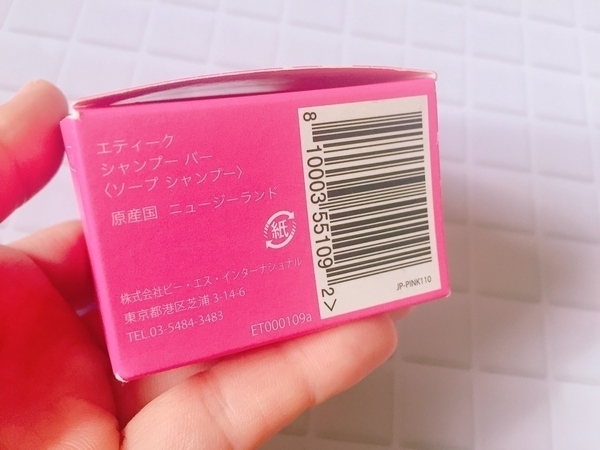 エティーク
シャンプー バー
〈ソープ シャンプー〉
原産国 ニュージーランド
紙
株式会社ピー・エス・インターナショナル
東京都港区芝浦 3-14-6
TEL.03-5484-3483
ET000109a
8 10003 55109 2>
JP-PINK110